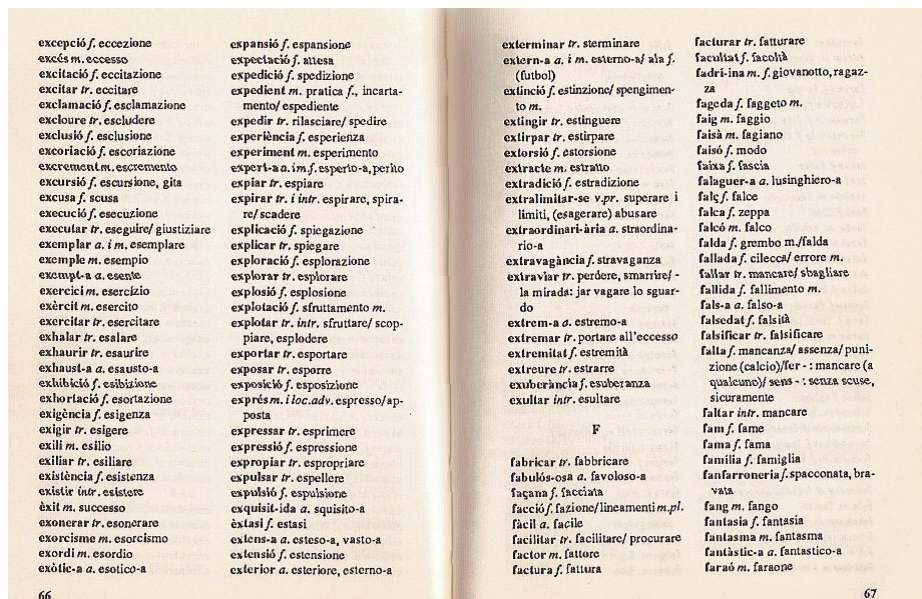 excepció f. eccezione
excés m. eccesso
excitació f. eccitazione
excitar tr. eccitare
exclamació f. esclamazione
excloure tr. escludere
exclusió f. esclusione
excoriació f. escoriazione
excrement m. escremento
excursió f. escursione, gita
excusa f. scusa
execució f. esecuzione
executar tr. eseguire/ giustiziare
exemplar a. i m. esemplare
exemple m. esempio
exempt-a a. esente
exercici m. esercizio
exèrcit m. esercito
exercitar tr. esercitare
exhalar tr. esalare
exhaurir tr. esaurire
exhaust-a a. esausto-a
exhibició f. esibizione
exhortació f. esortazione
exigència f. esigenza
exigir tr. esigere
exili m. esilio
exiliar tr. esiliare
existència f. esistenza
existir intr. esistere
èxit m. successo
exonerar tr. esonerare
exorcisme m. esorcismo
exordi m. esordio
exòtic-a a. esotico-a
expansió f. espansione
expectació f. attesa
expedició f. spedizione
expedient m. pratica f., incarta-
mento/ espediente
expedir tr. rilasciare/ spedire
experiència f. esperienza
experiment m. esperimento
expert-a a. i m.f. esperto-a, perito
expiar tr. espiare
expirar tr. i intr. espirare, spira-
re/ scadere
explicació f. spiegazione
explicar tr. spiegare
exploració f. esplorazione
explorar tr. esplorare
explosió f. esplosione
explotació f. sfruttamento m.
explotar tr. intr. sfruttare/ scop-
piare, esplodere
exportar tr. esportare
exposar tr. esporre
exposició f. esposizione
exprés m. i loc.adv. espresso/ap-
posta
expressar tr. esprimere
expressió f. espressione
expropiar tr. espropriare
expulsar tr. espellere
expulsió f. espulsione
exquisit-ida a. squisito-a
èxtasi f. estasi
extens-a a. esteso-a, vasto-a
extensió f. estensione
exterior a. esteriore, esterno-a
66
exterminar tr. sterminare
extern-a a. i m. esterno-a/ ala f.
(futbol)
extinció f. estinzione/ spengimen-
to m.
extingir tr. estinguere
extirpar tr. estirpare
extorsió f. estorsione
extracte m. estratto
extradició f. estradizione
extralimitar-se v.pr. superare i
limiti, (esagerare) abusare
extraordinari-ària a. straordina-
rio-a
extravagància f. stravaganza
extraviar tr. perdere, smarrire/ -
la mirada: jar vagare lo sguar-
do
extrem-a a. estremo-a
extremar tr. portare all'eccesso
extremitat f. estremità
extreure tr. estrarre
exuberància f. esuberanza
exultar intr. esultare
F
fabricar tr. fabbricare
fabulós-osa a. favoloso-a
façana f. facciata
facció f. fazione/lineamenti m.pl.
fàcil a. facile
facilitar tr. facilitare/ procurare
factor m. fattore
factura f. fattura
facturar tr. fatturare
facultat f. facoltà
fadrí-ina m. f. giovanotto, ragaz-
za
fageda f. faggeto m.
faig m. faggio
faisà m. fagiano
faisó f. modo
faixa f. fascia
falaguer-a a. lusinghiero-a
falç f. falce
falca f. zeppa
falcó m. falco
falda f. grembo m./falda
fallada f. cilecca/ errore m.
fallar tr. mancare/ sbagliare
fallida f. fallimento m.
fals-a a. falso-a
falsedat f. falsità
falsificar tr. falsificare
falta f. mancanza/ assenza/ puni-
zione (calcio)/fer - : mancare (a
qualcuno)/ sens - : senza scuse,
sicuramente
faltar intr. mancare
fam f. fame
fama f. fama
família f. famiglia
fanfarroneria f. spacconata, bra-
vata
fang m. fango
fantasia f. fantasia
fantasma m. fantasma
fantàstic-a a. fantastico-a
faraó m. faraone
67